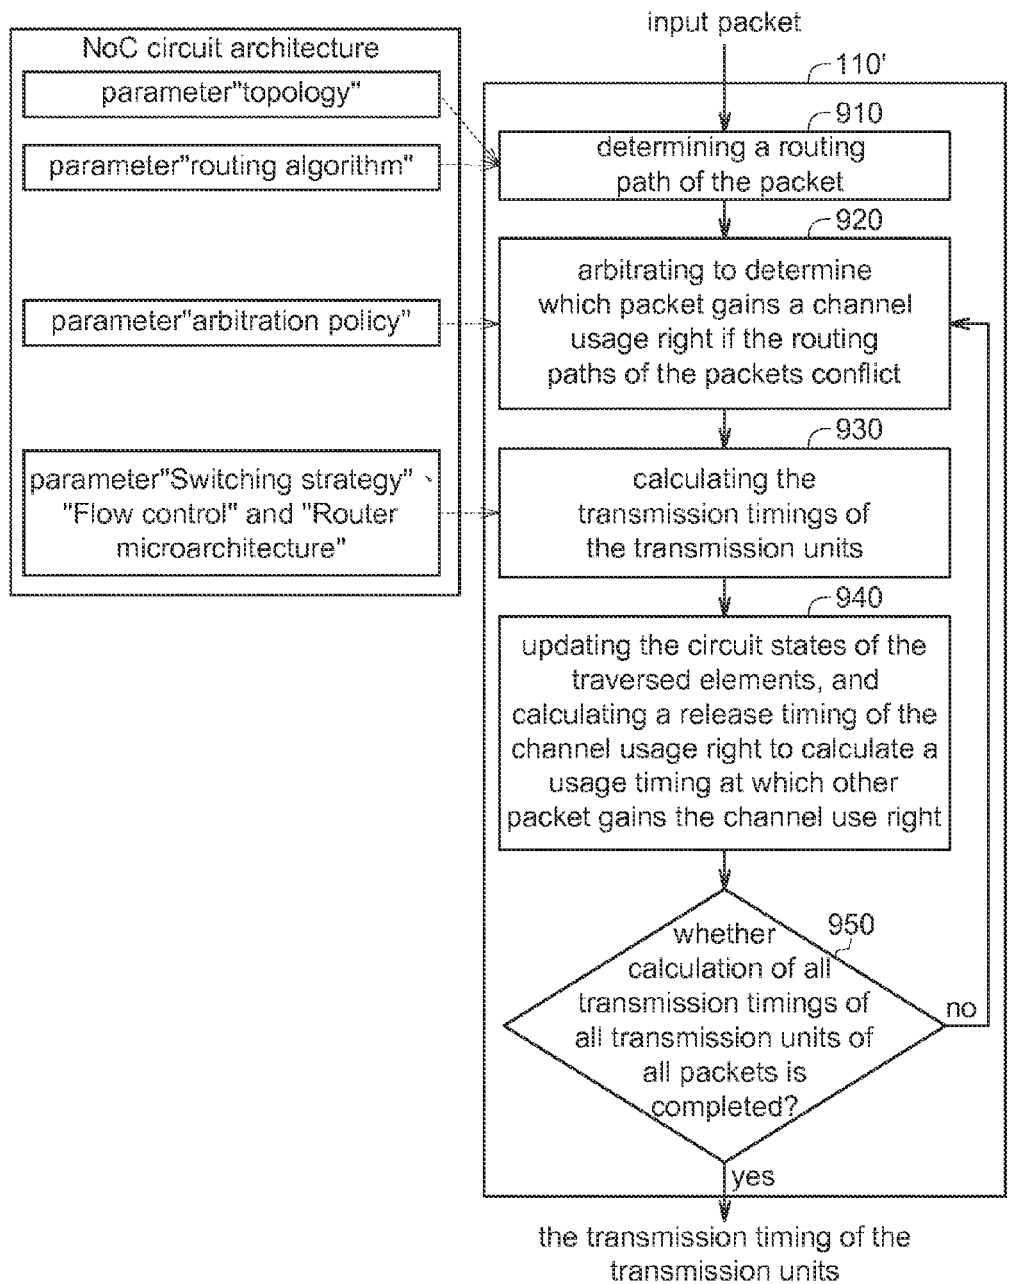 input packet
NoC circuit architecture
parameter"topology"
parameter"routing algorithm"
parameter"arbitration policy"
parameter"Switching strategy"
"Flow control" and "Router
microarchitecture"
110'
910
determining a routing
path of the packet
920
arbitrating to determine
which packet gains a channel
usage right if the routing
paths of the packets conflict
930
calculating the
transmission timings of
the transmission units
940
updating the circuit states of the
traversed elements, and
calculating a release timing of the
channel usage right to calculate a
usage timing at which other
packet gains the channel use right
950
whether
calculation of all
transmission timings of
all transmission units of
all packets is
completed?
no
yes
the transmission timing of the
transmission units